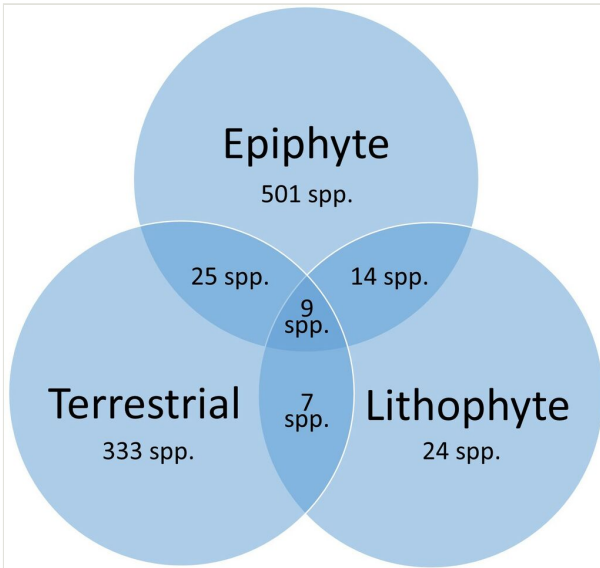 Epiphyte
501 spp.
25 spp.
14 spp.
9
spp.
Terrestrial
333 spp.
7
spp.
Lithophyte
24 spp.